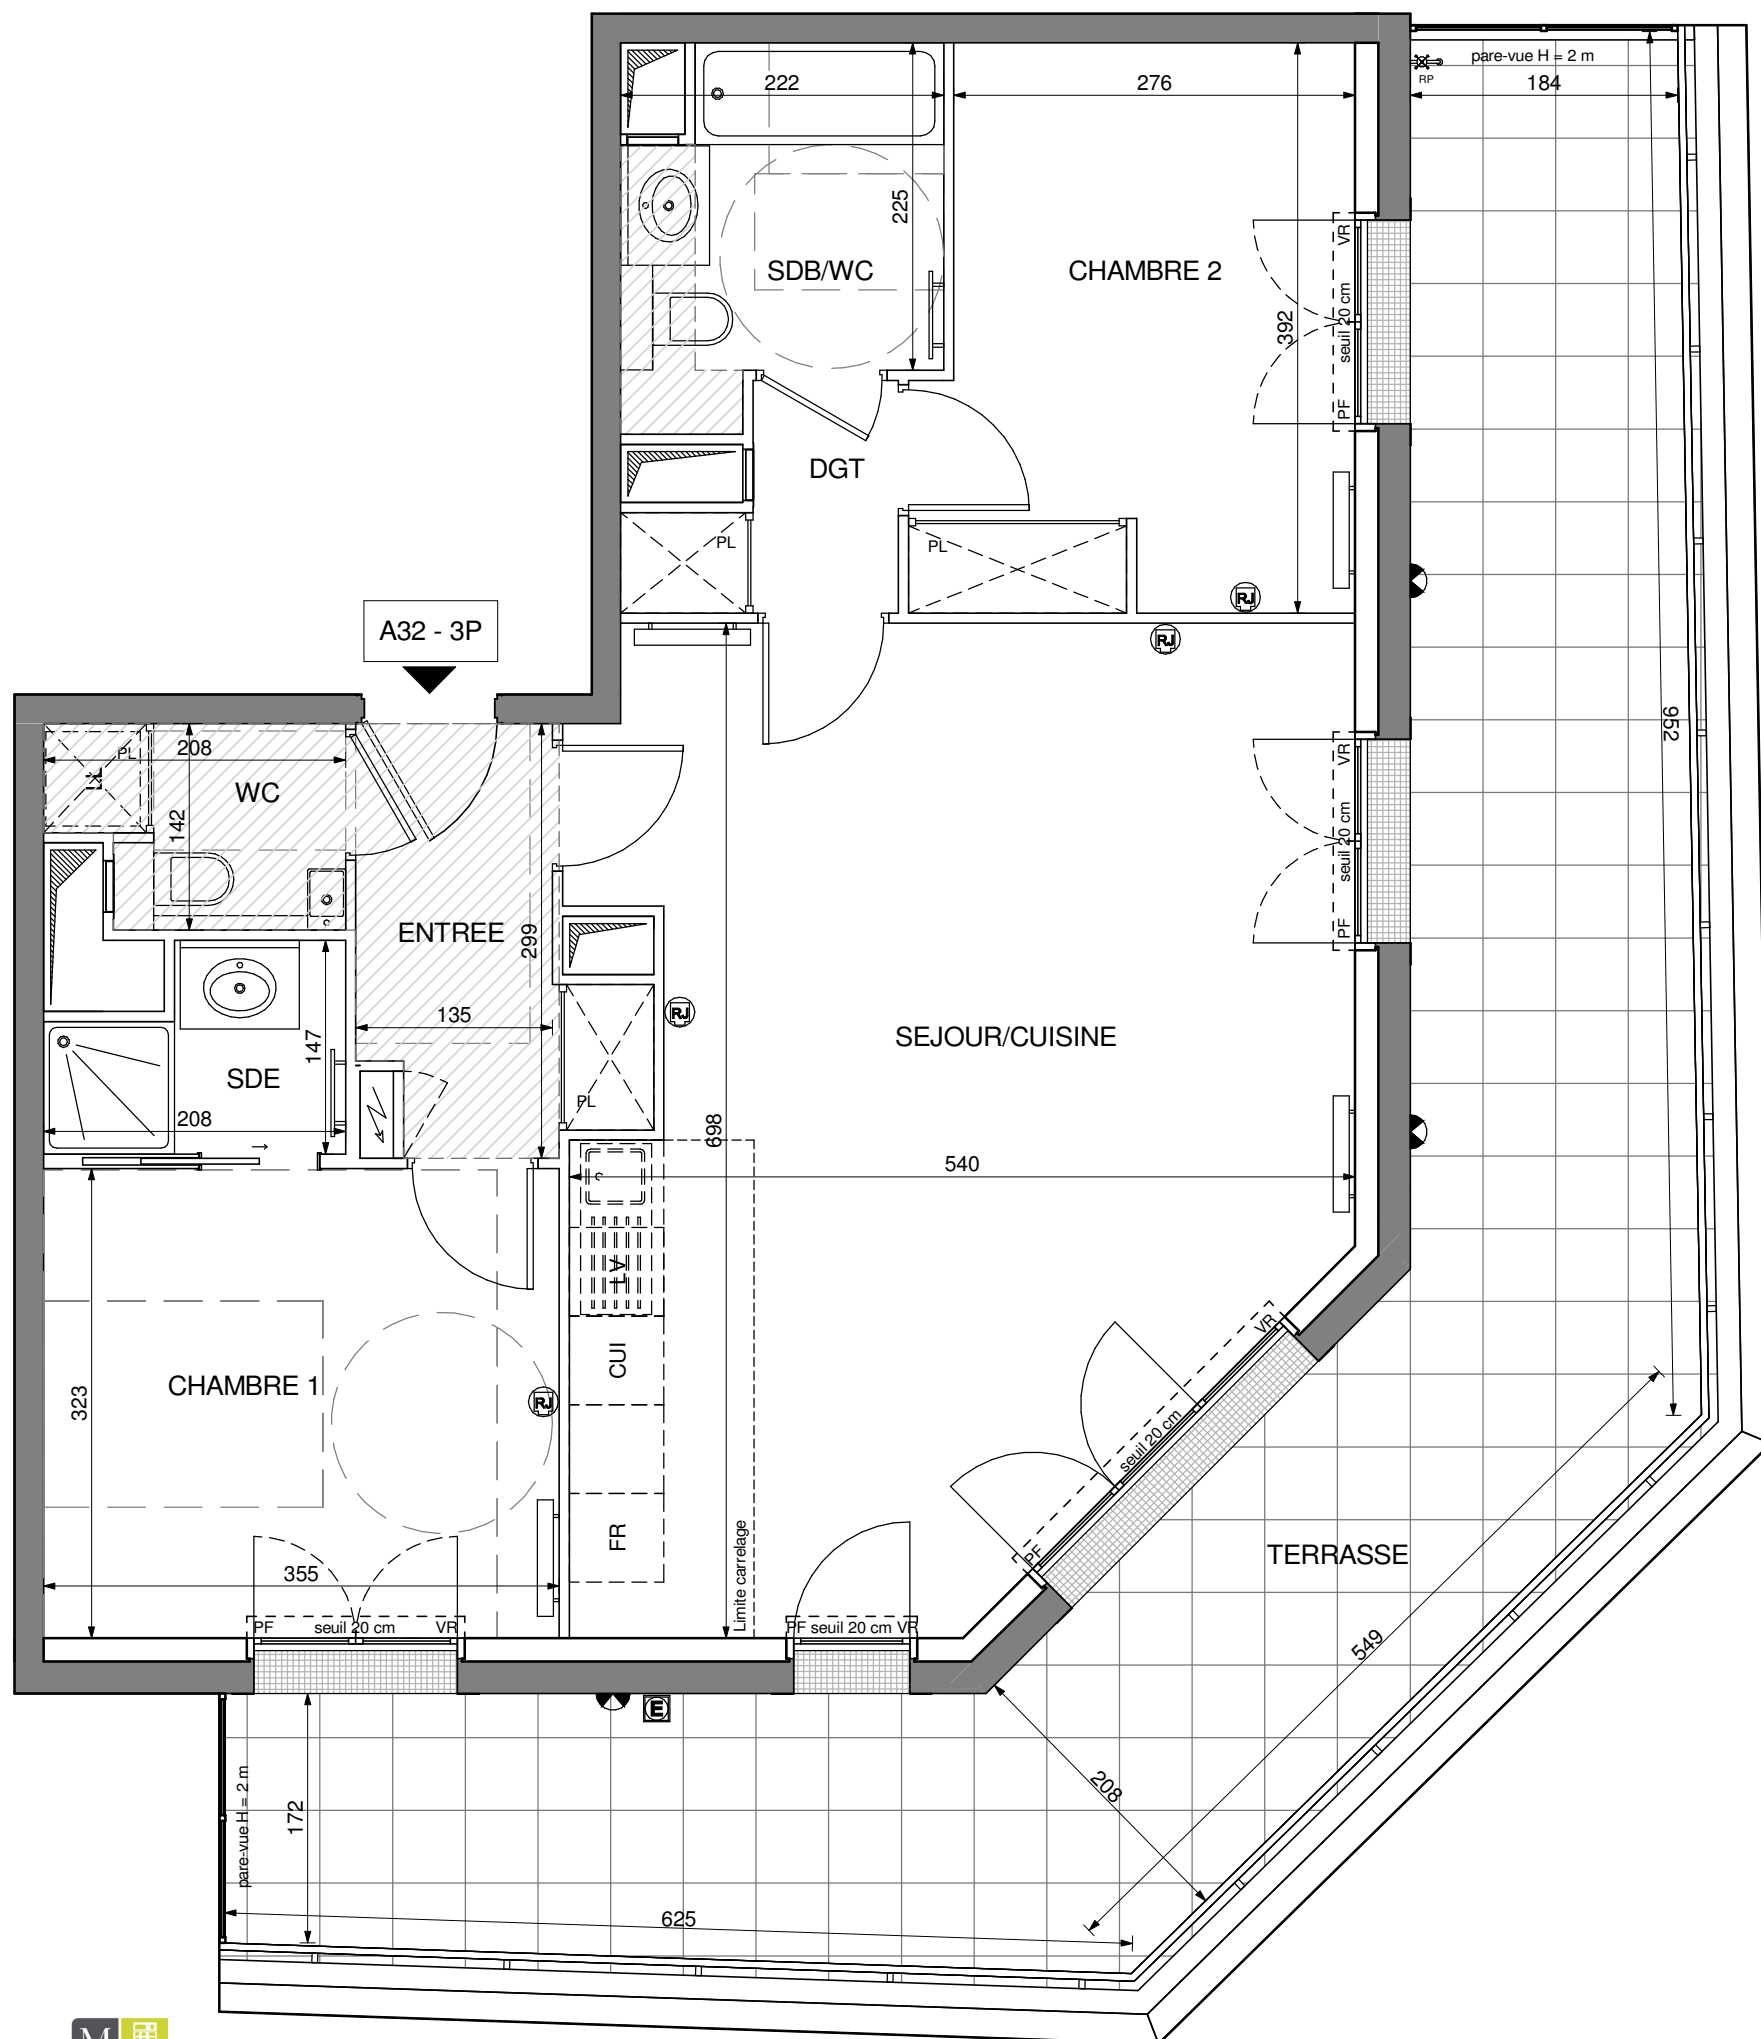 pare-vue H = 2 m
RP
222
276
184
225
VR
SDB/WC
CHAMBRE 2
seuil 20 cm
392
PF
DGT
PL
PL
RJ
A32 - 3P
RJ
952
PL
208
VR
WC
142
LL
seuil 20 cm
PF
ENTREE
299
RJ
135
SEJOUR/CUISINE
147
SDE
PL
208
698
540
LV
VR
CUI
323
CHAMBRE 1
RJ
seuil 20 cm
FR
PF
TERRASSE
355
Limite carrelage
PF seuil 20 cm VR
PF seuil 20 cm VR
549
E
208
172
pare-vue H = 2 m
625
M